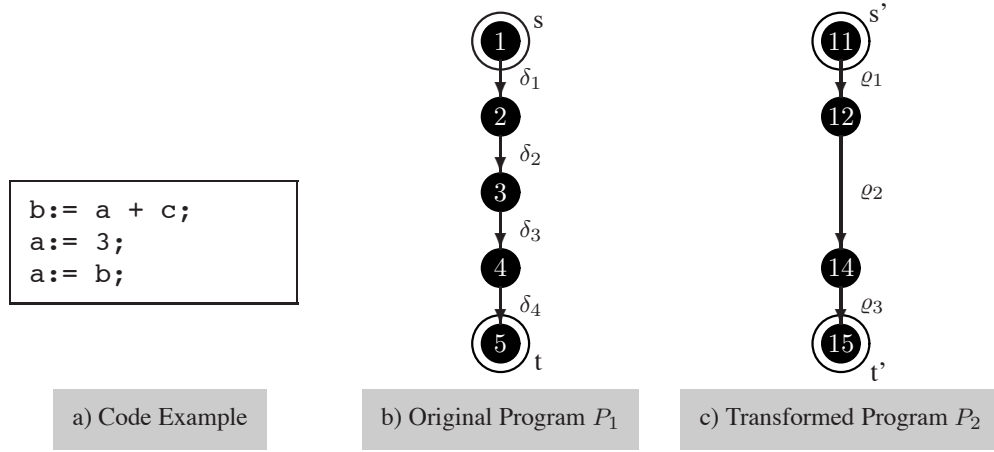 b:= a + c;
a:= 3;
a:= b;
a) Code Example
s
1
δ1
2
δ2
3
δ3
4
δ4
5
t
b) Original Program P1
s'
11
ϱ1
12
ϱ2
14
ϱ3
15
t'
c) Transformed Program P2